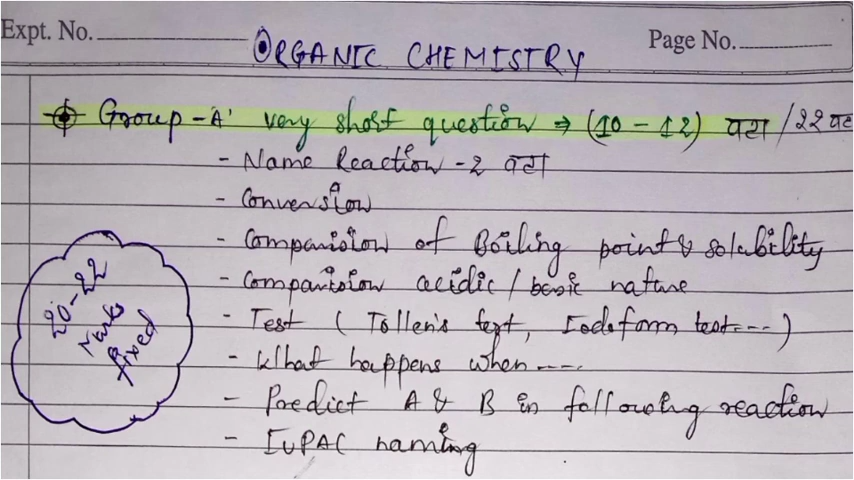 Expt. No.
ORGANIC CHEMISTRY
Page No.
Group - 'A' very short question ⇒ (10 - 12) वटा / 22 वटा
- Name Reaction - 2 वटा
- Conversion
- Comparision of Boiling point & solubility
- Comparision acidic / basic nature
- Test ( Tollen's test, Iodoform test --- )
- What happens when ----.
- Predict A & B in following reaction
- IUPAC naming
20-22
Marks
fixed